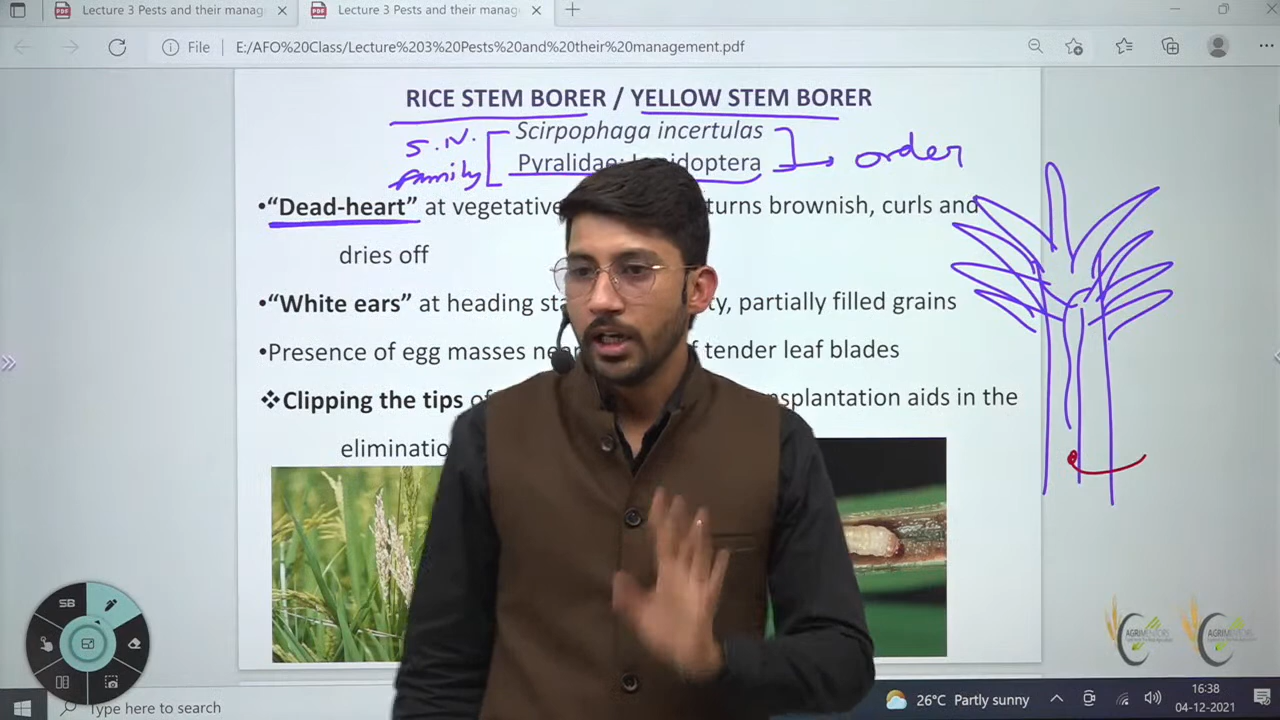 Lecture 3 Pests and their manag
Lecture 3 Pests and their manag
File
E:/AFO%20Class/Lecture%203%20Pests%20and%20their%20management.pdf
RICE STEM BORER / YELLOW STEM BORER
S.N.
Scirpophaga incertulas
order
family
Pyralidae
•“Dead-heart” at vegetative turns brownish, curls and
dries off
•“White ears” at heading partially filled grains
•Presence of egg masses tender leaf blades
❖Clipping the tips aids in the
SB
AGRIMENTORS
AGRIMENTORS
Type here to search
26°C Partly sunny
16:38
04-12-2021